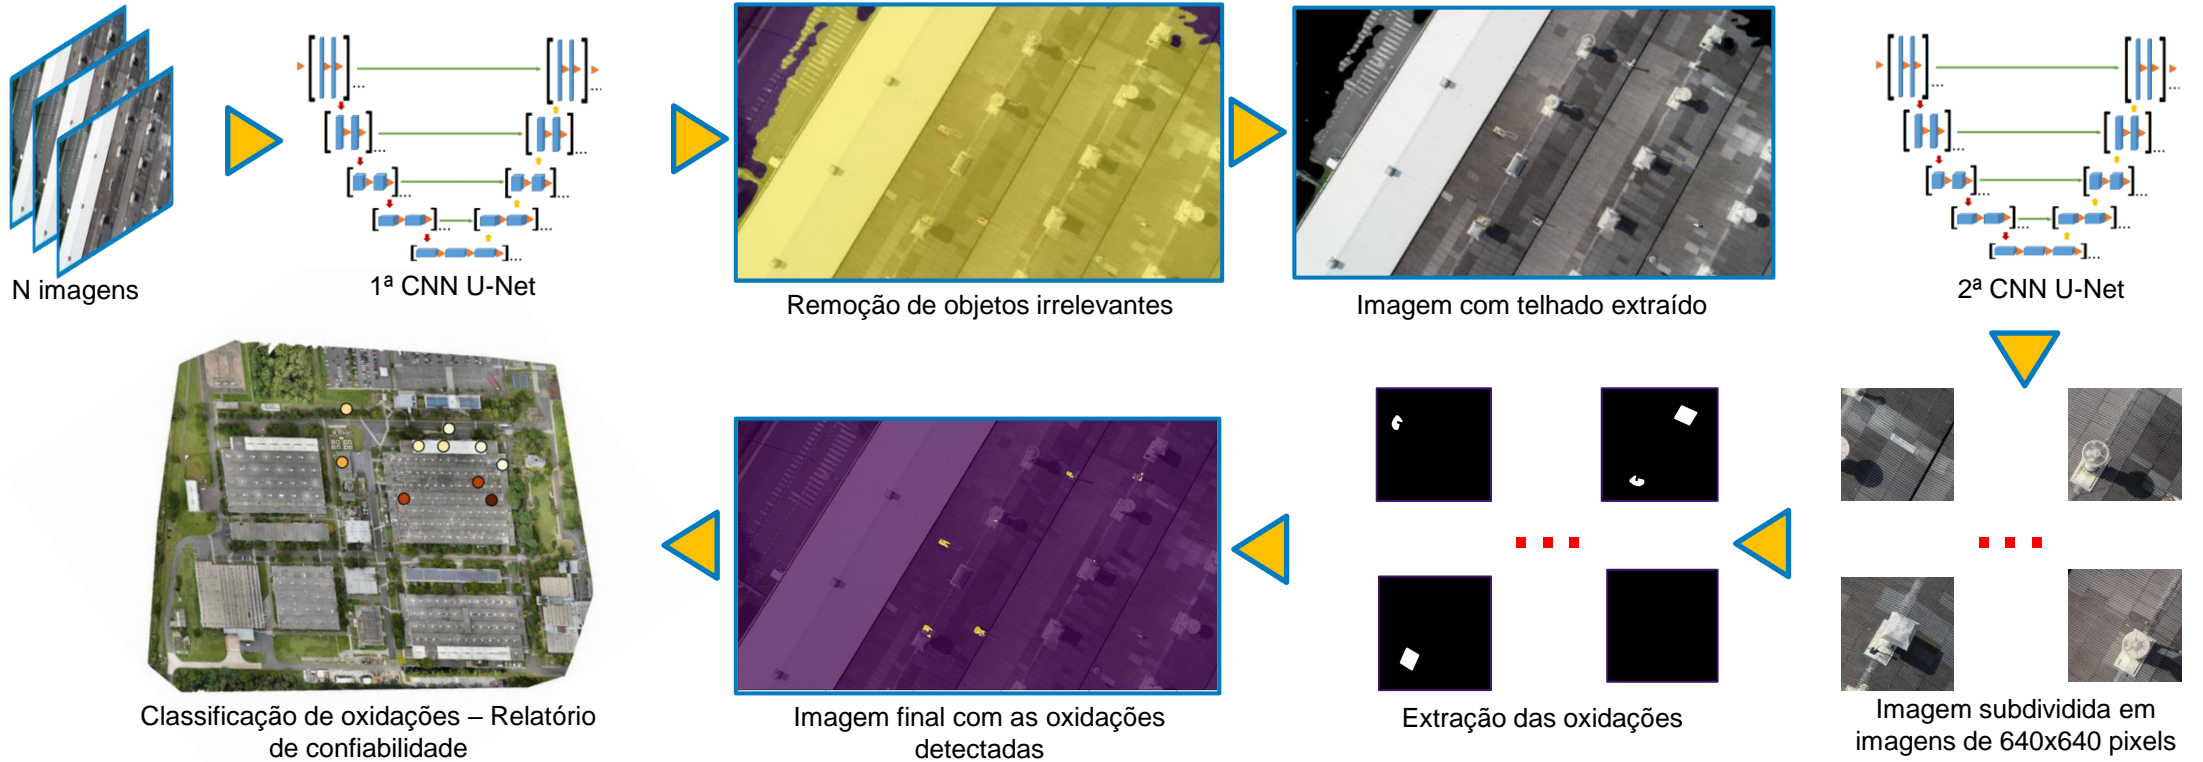 N imagens
1ª CNN U-Net
Remoção de objetos irrelevantes
Imagem com telhado extraído
2ª CNN U-Net
Classificação de oxidações – Relatório
de confiabilidade
Imagem final com as oxidações
detectadas
Extração das oxidações
Imagem subdividida em
imagens de 640x640 pixels